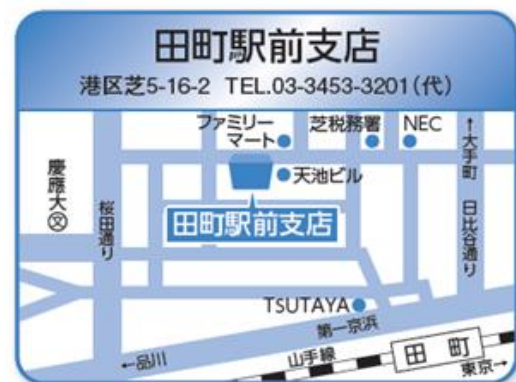 田町駅前支店
港区芝5-16-2 TEL.03-3453-3201(代)
ファミリー
マート
芝税務署
NEC
↑大手町
慶應大文
桜田通り
天池ビル
日比谷通り
田町駅前支店
TSUTAYA
第一京浜
←品川
山手線
田町
東京→